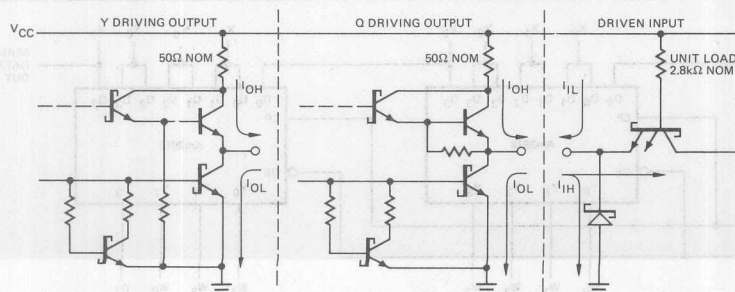 Y DRIVING OUTPUT
Q DRIVING OUTPUT
DRIVEN INPUT
VCC
50Ω NOM
50Ω NOM
UNIT LOAD
2.8kΩ NOM
IOH
IOH
IIL
IOL
IOL
IIH